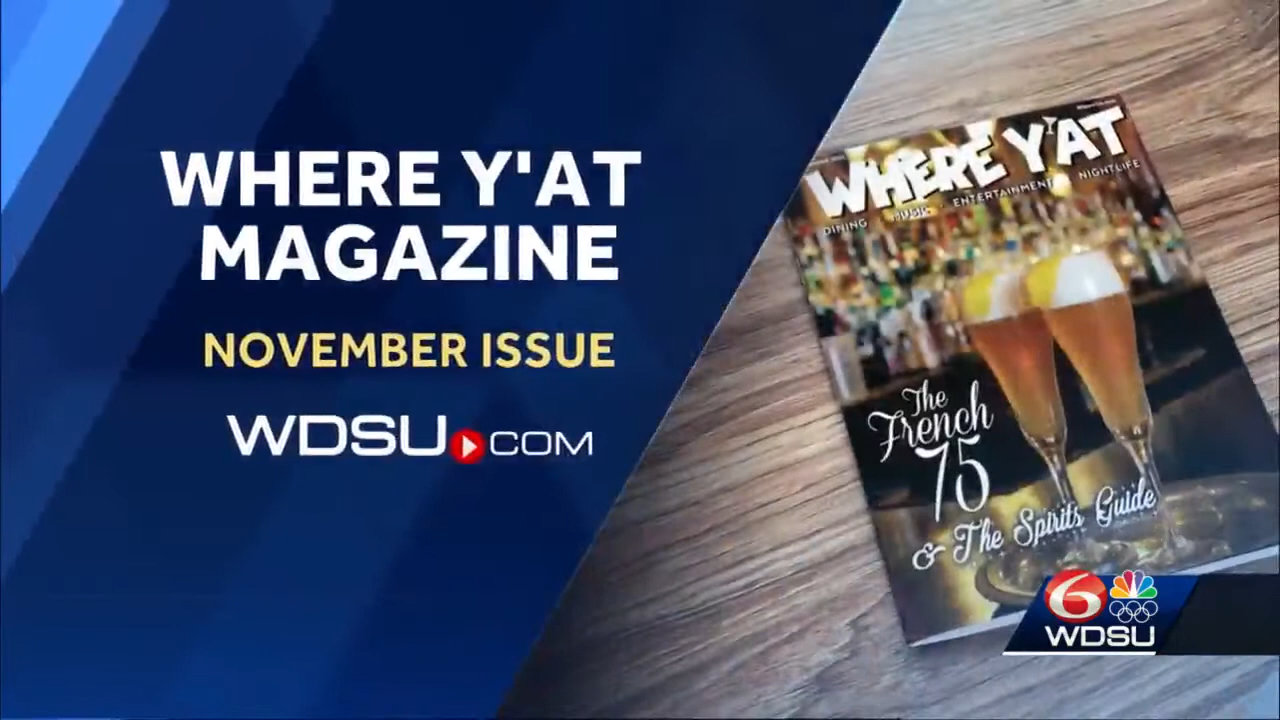 WHERE Y'AT
MAGAZINE
NOVEMBER ISSUE
WDSU.COM
WHERE Y'AT
DINING · MUSIC · ENTERTAINMENT · NIGHTLIFE
The
French
75
& The Spirits Guide
6
WDSU